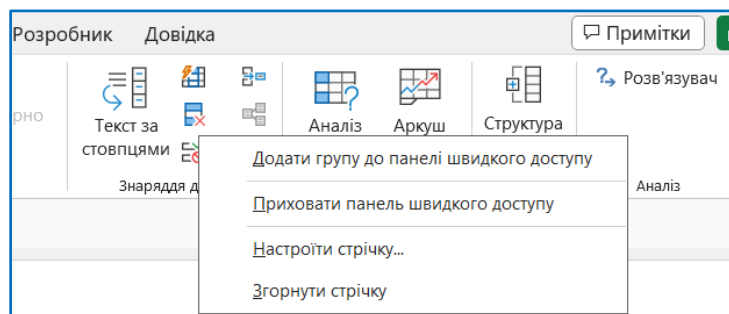 Розробник Довідка Примітки
рно Текст за стовпцями Аналіз Аркуш Структура Розв'язувач
Знаряддя д Аналіз
Додати групу до панелі швидкого доступу
Приховати панель швидкого доступу
Настроїти стрічку...
Згорнути стрічку